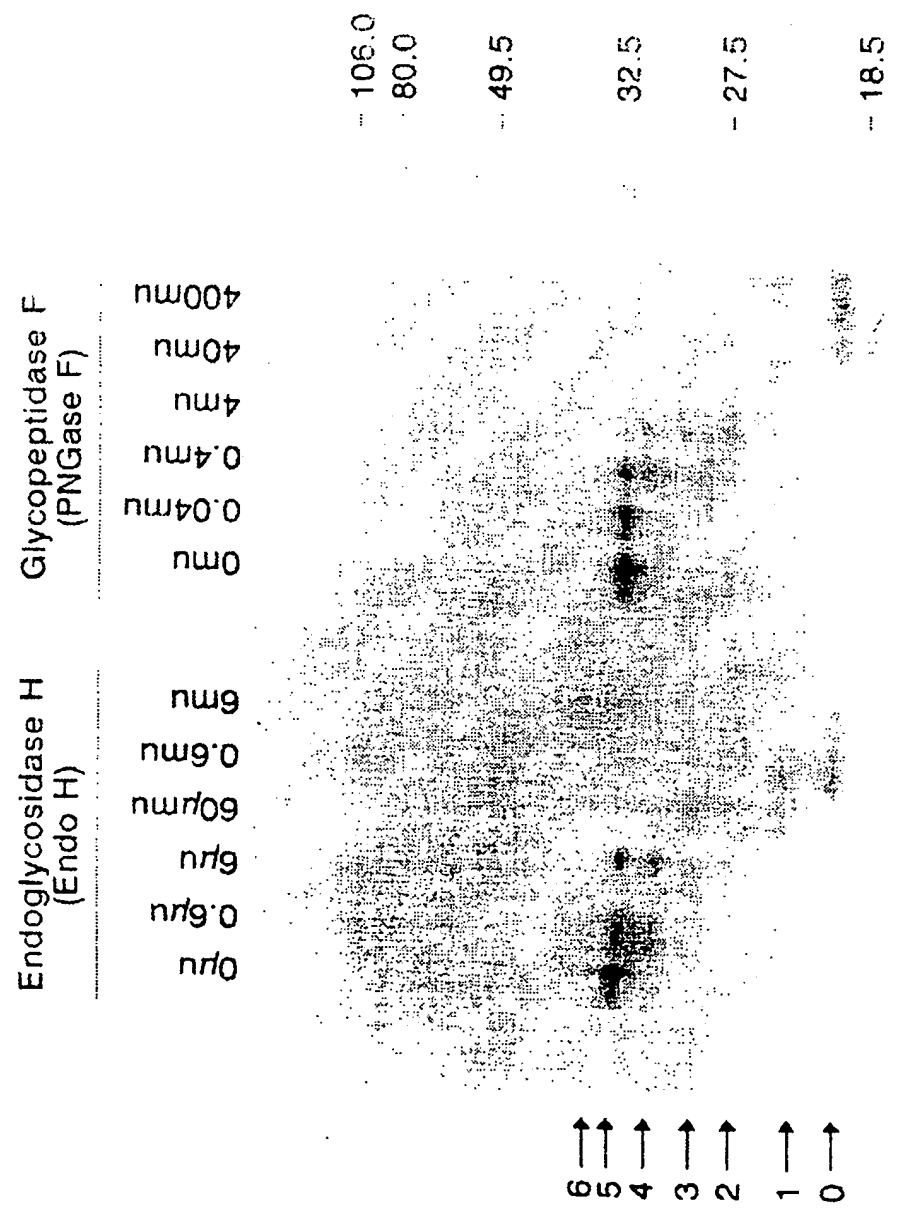 Endoglycosidase H
(Endo H)
Glycopeptidase F
(PNGase F)
0µu
0.6µu
6µu
60µmu
0.6mu
6mu
0mu
0.04mu
0.4mu
4mu
40mu
400mu
- 106.0
80.0
- 49.5
32.5
- 27.5
- 18.5
6
5
4
3
2
1
0